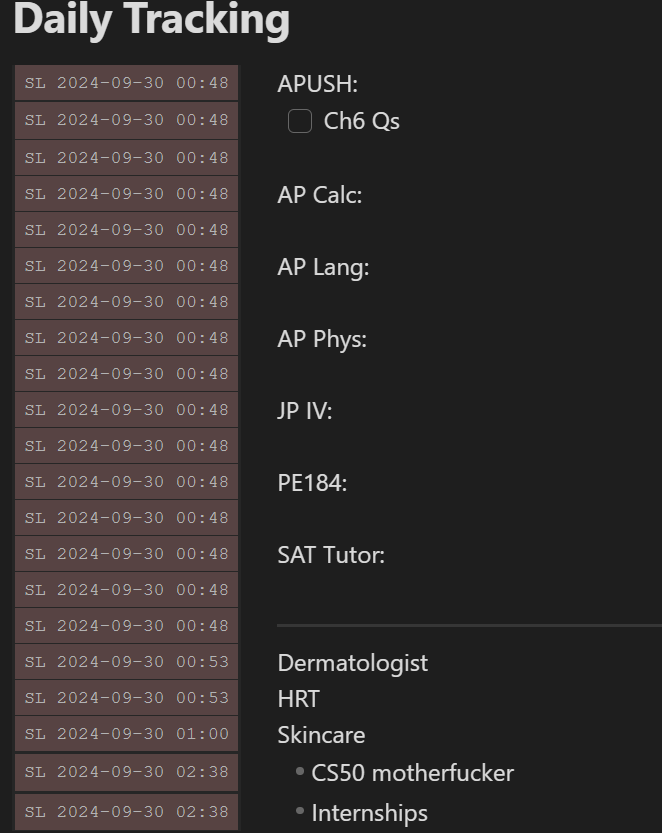 Daily Tracking
SL 2024-09-30 00:48 APUSH:
SL 2024-09-30 00:48 Ch6 Qs
SL 2024-09-30 00:48
SL 2024-09-30 00:48 AP Calc:
SL 2024-09-30 00:48
SL 2024-09-30 00:48 AP Lang:
SL 2024-09-30 00:48
SL 2024-09-30 00:48 AP Phys:
SL 2024-09-30 00:48
SL 2024-09-30 00:48 JP IV:
SL 2024-09-30 00:48
SL 2024-09-30 00:48 PE184:
SL 2024-09-30 00:48
SL 2024-09-30 00:48 SAT Tutor:
SL 2024-09-30 00:48
SL 2024-09-30 00:48
SL 2024-09-30 00:53 Dermatologist
SL 2024-09-30 00:53 HRT
SL 2024-09-30 01:00 Skincare
SL 2024-09-30 02:38 CS50 motherfucker
SL 2024-09-30 02:38 Internships